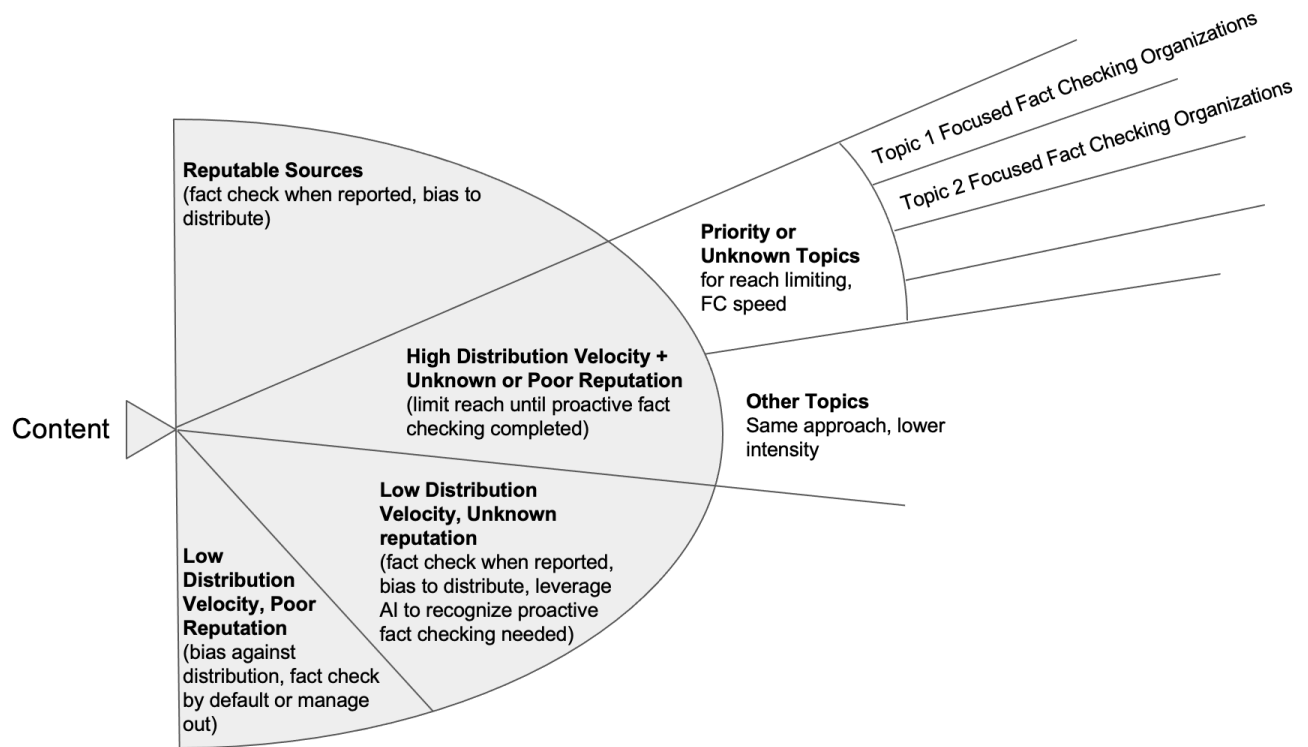 Content
Reputable Sources
(fact check when reported, bias to
distribute)
High Distribution Velocity +
Unknown or Poor Reputation
(limit reach until proactive fact
checking completed)
Low Distribution
Velocity, Unknown
reputation
(fact check when reported,
bias to distribute, leverage
AI to recognize proactive
fact checking needed)
Low
Distribution
Velocity, Poor
Reputation
(bias against
distribution, fact check
by default or manage
out)
Priority or
Unknown Topics
for reach limiting,
FC speed
Topic 1 Focused Fact Checking Organizations
Topic 2 Focused Fact Checking Organizations
Other Topics
Same approach, lower
intensity